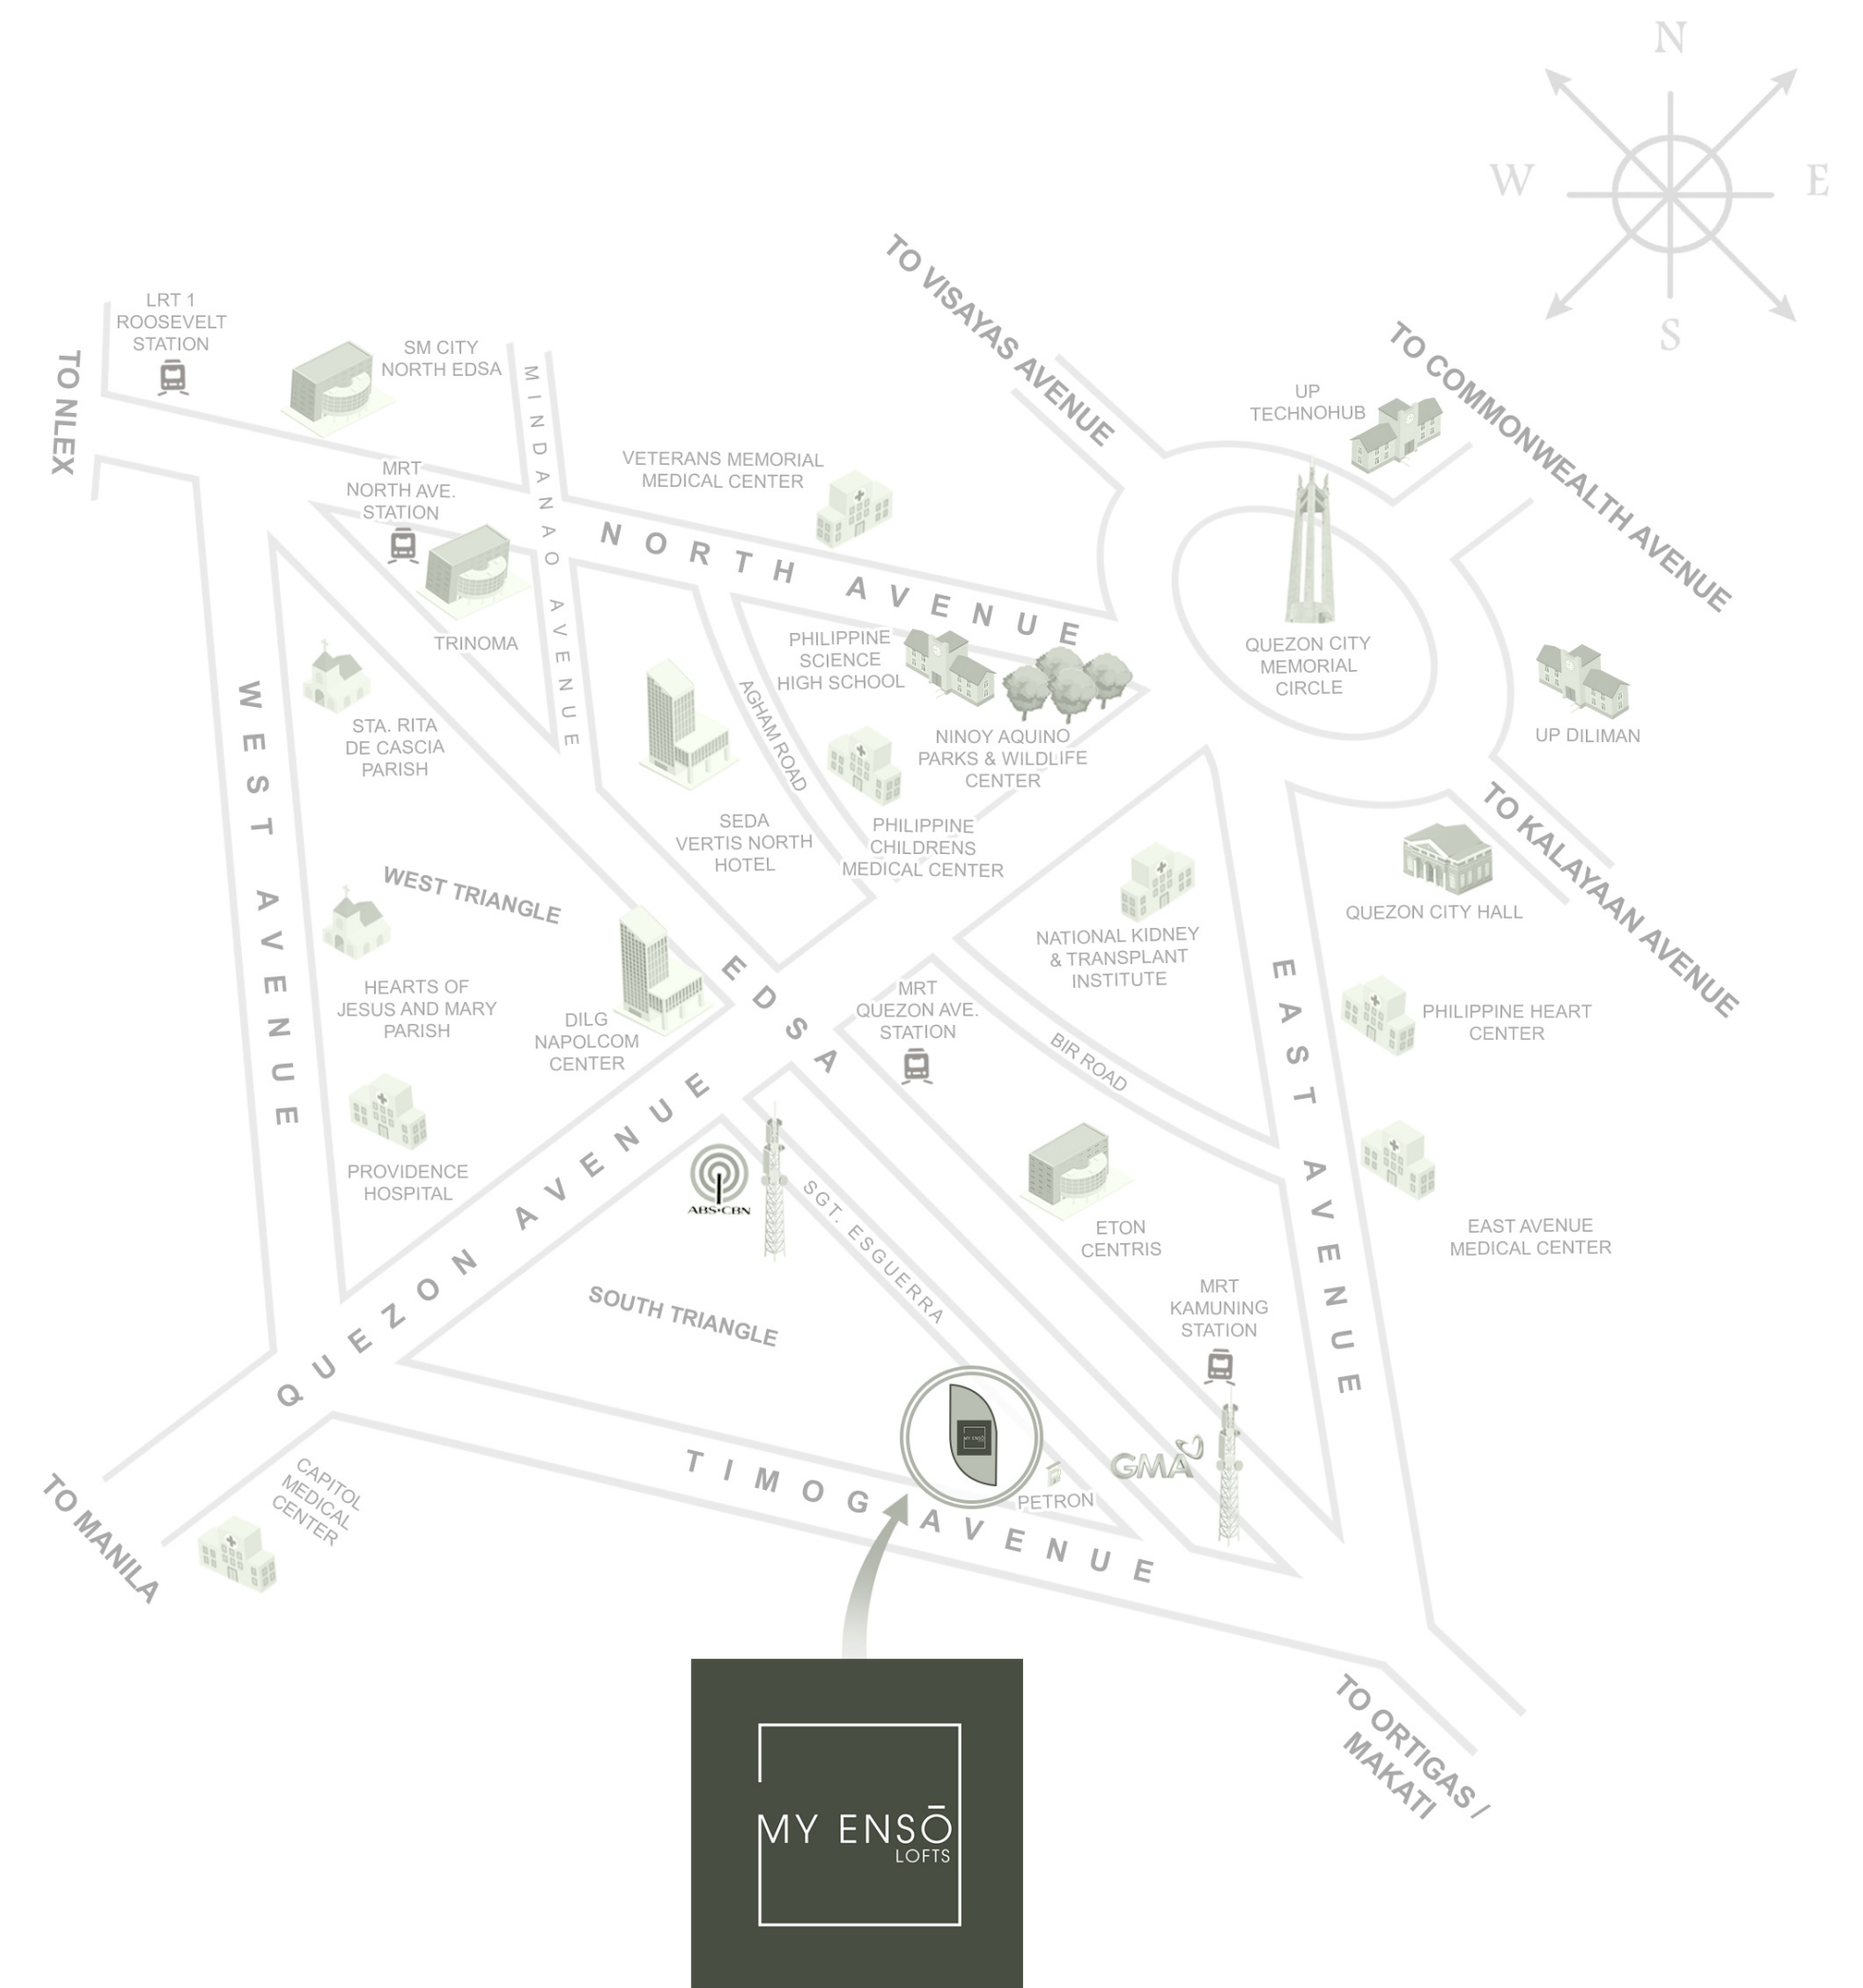 N
W
E
S
TO VISAYAS AVENUE
TO COMMONWEALTH AVENUE
LRT 1
ROOSEVELT
STATION
TO NLEX
SM CITY
NORTH EDSA
MINDANAO AVENUE
UP
TECHNOHUB
VETERANS MEMORIAL
MEDICAL CENTER
MRT
NORTH AVE.
STATION
NORTH AVENUE
TRINOMA
PHILIPPINE
SCIENCE
HIGH SCHOOL
QUEZON CITY
MEMORIAL
CIRCLE
WEST AVENUE
STA. RITA
DE CASCIA
PARISH
AGHAM ROAD
NINOY AQUINO
PARKS & WILDLIFE
CENTER
UP DILIMAN
SEDA
VERTIS NORTH
HOTEL
PHILIPPINE
CHILDRENS
MEDICAL CENTER
TO KALAYAAN AVENUE
WEST TRIANGLE
QUEZON CITY HALL
NATIONAL KIDNEY
& TRANSPLANT
INSTITUTE
EDSA
EAST AVENUE
HEARTS OF
JESUS AND MARY
PARISH
DILG
NAPOLCOM
CENTER
MRT
QUEZON AVE.
STATION
PHILIPPINE HEART
CENTER
BIR ROAD
PROVIDENCE
HOSPITAL
QUEZON AVENUE
ABS-CBN
SGT. ESGUERRA
ETON
CENTRIS
EAST AVENUE
MEDICAL CENTER
SOUTH TRIANGLE
MRT
KAMUNING
STATION
MY ENSŌ
GMA
PETRON
TIMOG AVENUE
CAPITOL
MEDICAL
CENTER
TO MANILA
TO ORTIGAS /
MAKATI
MY ENSŌ
LOFTS